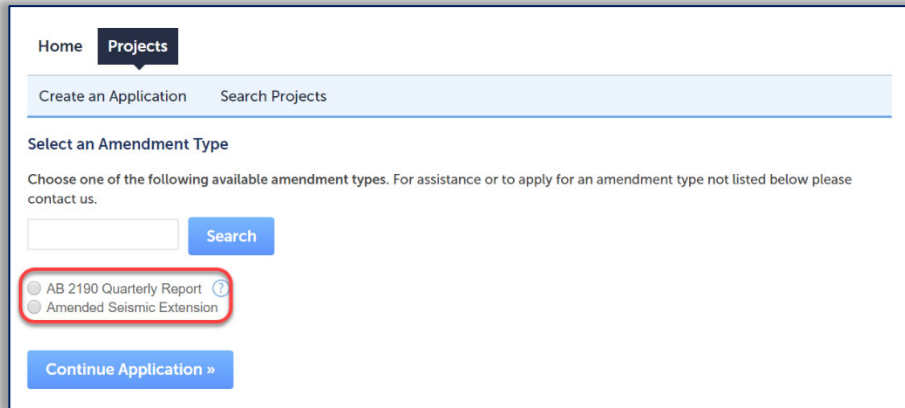 Home Projects
Create an Application Search Projects
Select an Amendment Type
Choose one of the following available amendment types. For assistance or to apply for an amendment type not listed below please
contact us.
Search
AB 2190 Quarterly Report ?
Amended Seismic Extension
Continue Application »